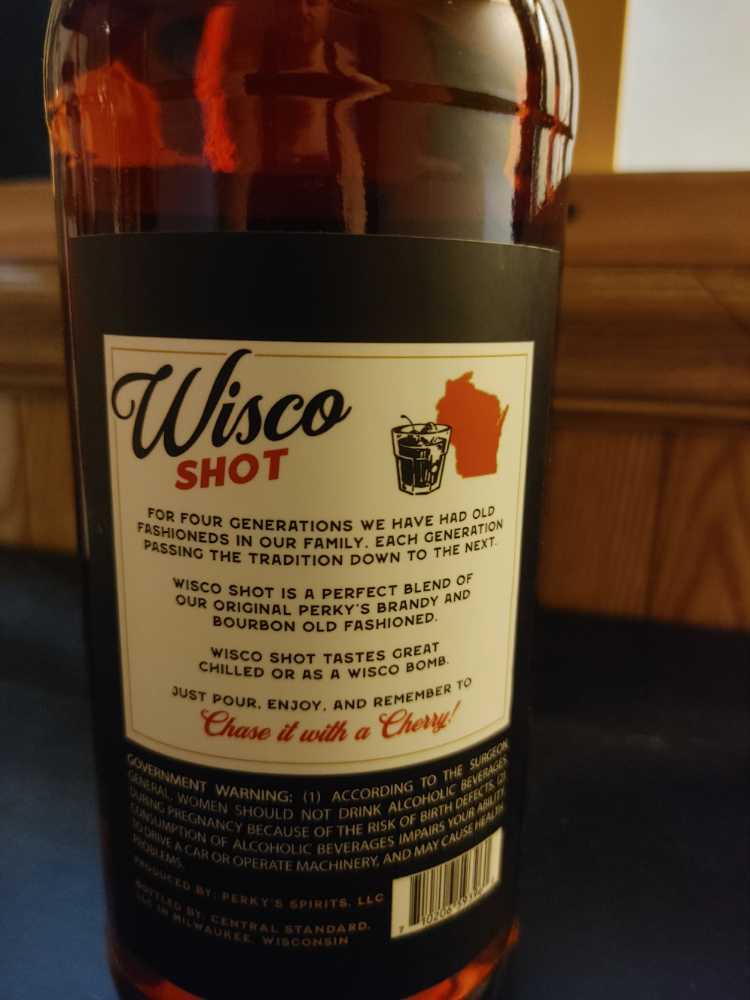 Wisco
SHOT
FOR FOUR GENERATIONS WE HAVE HAD OLD
FASHIONEDS IN OUR FAMILY. EACH GENERATION
PASSING THE TRADITION DOWN TO THE NEXT.
WISCO SHOT IS A PERFECT BLEND OF
OUR ORIGINAL PERKY'S BRANDY AND
BOURBON OLD FASHIONED.
WISCO SHOT TASTES GREAT
CHILLED OR AS A WISCO BOMB.
JUST POUR, ENJOY, AND REMEMBER TO
Chase it with a Cherry!
GOVERNMENT WARNING: (1) ACCORDING TO THE SURGEON
GENERAL, WOMEN SHOULD NOT DRINK ALCOHOLIC BEVERAGES
DURING PREGNANCY BECAUSE OF THE RISK OF BIRTH DEFECTS. (2)
CONSUMPTION OF ALCOHOLIC BEVERAGES IMPAIRS YOUR ABILITY
TO DRIVE A CAR OR OPERATE MACHINERY, AND MAY CAUSE HEALTH
PROBLEMS.
PRODUCED BY: PERKY'S SPIRITS, LLC
BOTTLED BY: CENTRAL STANDARD,
LLC IN MILWAUKEE, WISCONSIN